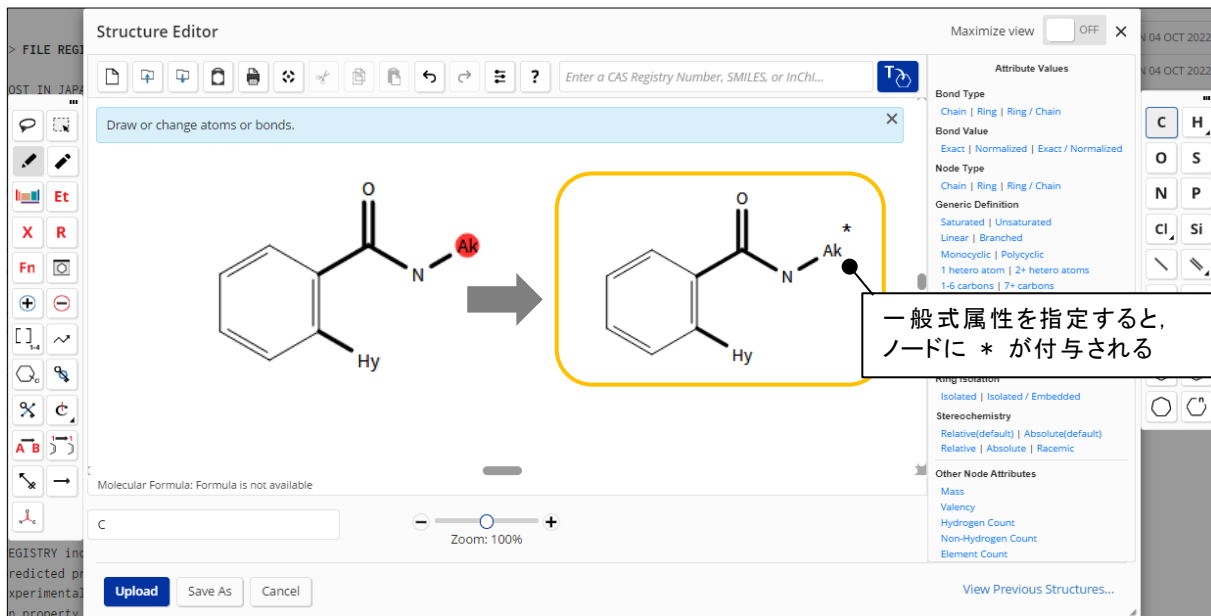 Structure Editor
Maximize view
OFF
> FILE REGI
N 04 OCT 2022
N 04 OCT 2022
OST IN JAPA
Enter a CAS Registry Number, SMILES, or InChI...
?
T
Draw or change atoms or bonds.
Et
X R
Fn
[ ] 1-4
A B
O
Ak
N
Hy
O
*
Ak
N
Hy
一般式属性を指定すると,
ノードに * が付与される
Molecular Formula: Formula is not available
C
Zoom: 100%
Upload
Save As
Cancel
View Previous Structures...
Attribute Values
Bond Type
Chain | Ring | Ring / Chain
Bond Value
Exact | Normalized | Exact / Normalized
Node Type
Chain | Ring | Ring / Chain
Generic Definition
Saturated | Unsaturated
Linear | Branched
Monocyclic | Polycyclic
1 hetero atom | 2+ hetero atoms
1-6 carbons | 7+ carbons
Ring Isolation
Isolated | Isolated / Embedded
Stereochemistry
Relative(default) | Absolute(default)
Relative | Absolute | Racemic
Other Node Attributes
Mass
Valency
Hydrogen Count
Non-Hydrogen Count
Element Count
C H
O S
N P
Cl Si
EGISTRY inc
redicted pr
xperimental
n property